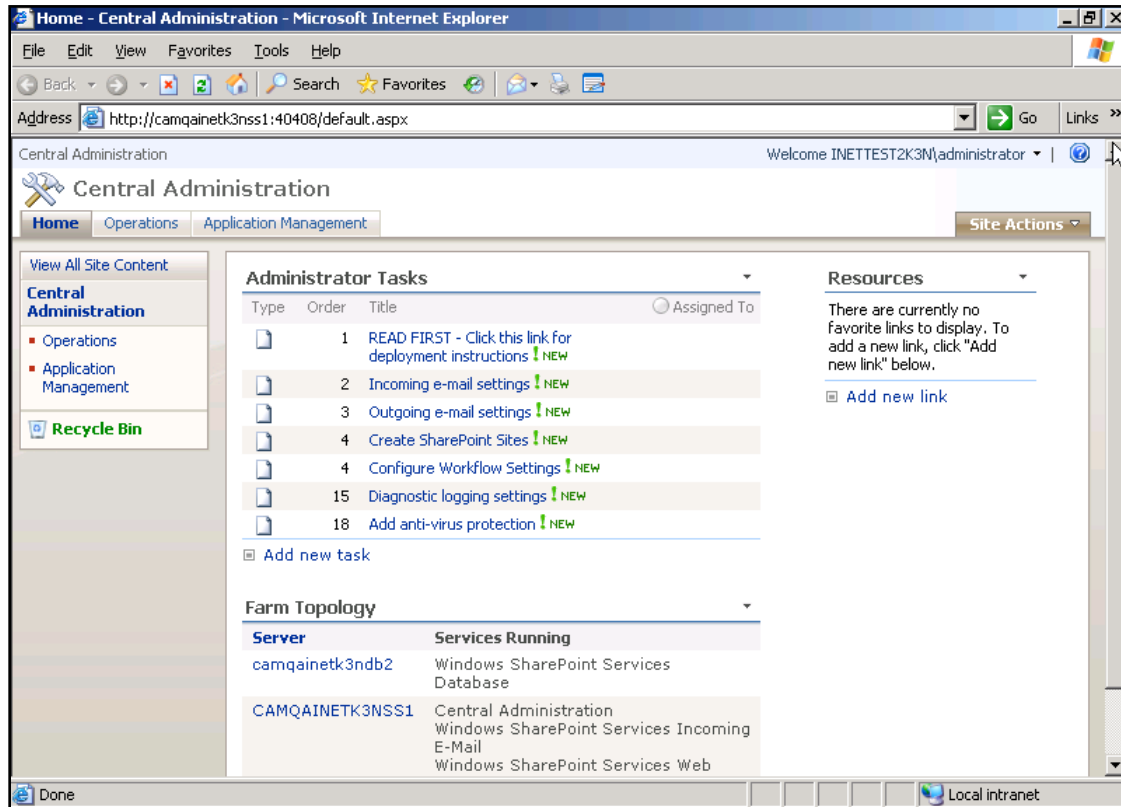 Home - Central Administration - Microsoft Internet Explorer
File Edit View Favorites Tools Help
Back Search Favorites
Address http://camqainetk3nss1:40408/default.aspx Go Links »
Central Administration Welcome INETTEST2K3N\administrator |
Central Administration
Home Operations Application Management Site Actions
View All Site Content
Central
Administration
Operations
Application
Management
Recycle Bin
Administrator Tasks
Type Order Title Assigned To
1 READ FIRST - Click this link for
deployment instructions ! NEW
2 Incoming e-mail settings ! NEW
3 Outgoing e-mail settings ! NEW
4 Create SharePoint Sites ! NEW
4 Configure Workflow Settings ! NEW
15 Diagnostic logging settings ! NEW
18 Add anti-virus protection ! NEW
Add new task
Farm Topology
Server Services Running
camqainetk3ndb2 Windows SharePoint Services
Database
CAMQAINETK3NSS1 Central Administration
Windows SharePoint Services Incoming
E-Mail
Windows SharePoint Services Web
Resources
There are currently no
favorite links to display. To
add a new link, click "Add
new link" below.
Add new link
Done Local intranet